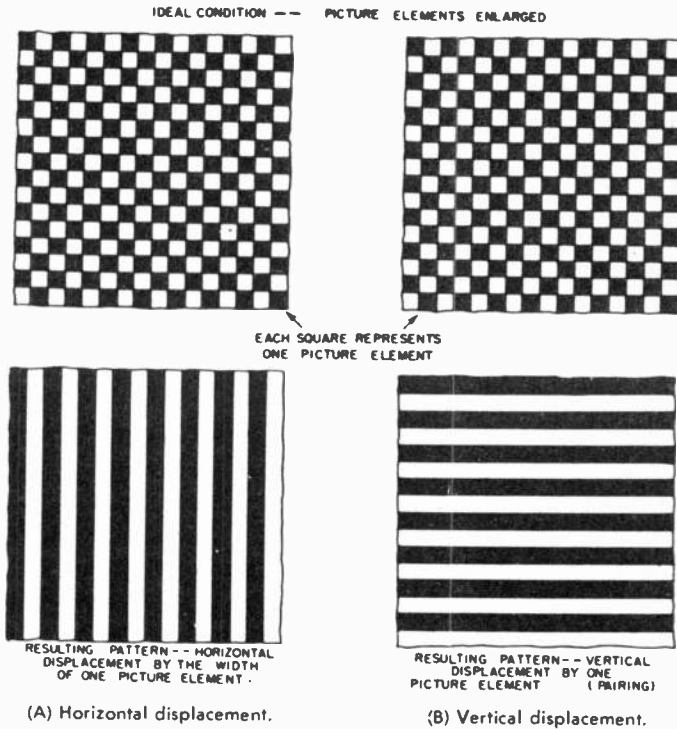 IDEAL CONDITION -- PICTURE ELEMENTS ENLARGED
EACH SQUARE REPRESENTS
ONE PICTURE ELEMENT
RESULTING PATTERN -- HORIZONTAL
DISPLACEMENT BY THE WIDTH
OF ONE PICTURE ELEMENT.
(A) Horizontal displacement.
RESULTING PATTERN -- VERTICAL
DISPLACEMENT BY ONE
PICTURE ELEMENT (PAIRING)
(B) Vertical displacement.